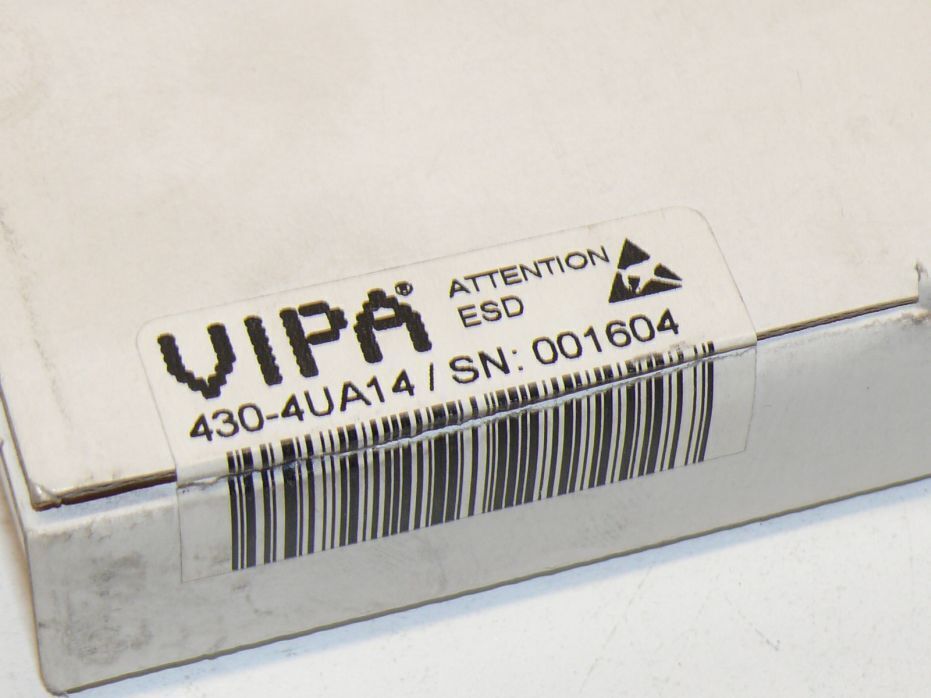 VIPA®
ATTENTION
ESD
430-4UA14 / SN: 001604